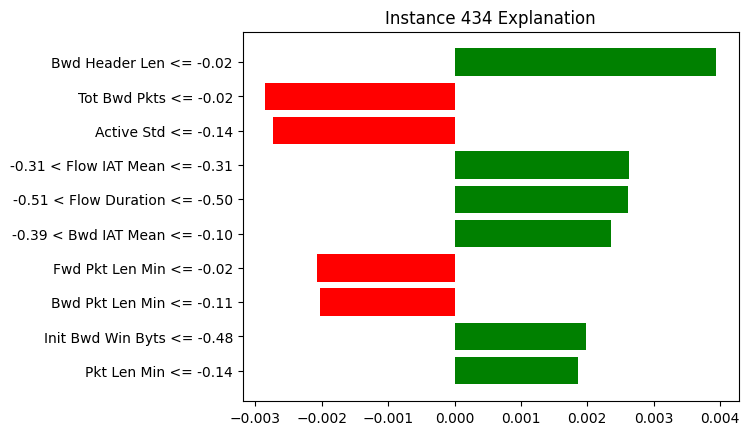 Instance 434 Explanation
Bwd Header Len <= -0.02
Tot Bwd Pkts <= -0.02
Active Std <= -0.14
-0.31 < Flow IAT Mean <= -0.31
-0.51 < Flow Duration <= -0.50
-0.39 < Bwd IAT Mean <= -0.10
Fwd Pkt Len Min <= -0.02
Bwd Pkt Len Min <= -0.11
Init Bwd Win Byts <= -0.48
Pkt Len Min <= -0.14
−0.003 −0.002 −0.001 0.000 0.001 0.002 0.003 0.004